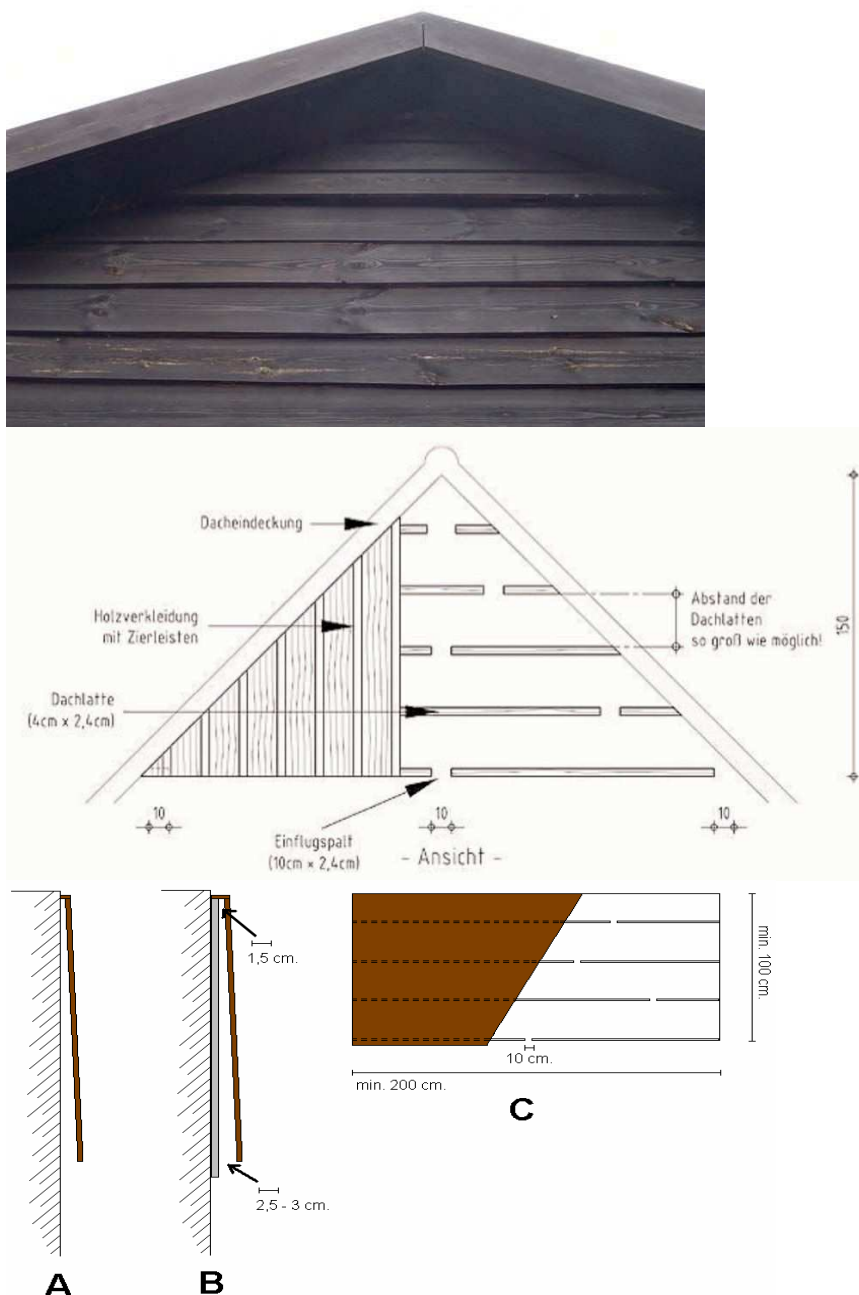 Dacheindeckung
Holzverkleidung
mit Zierleisten
Dachlatte
(4cm x 2,4cm)
Abstand der
Dachlatten
so groß wie möglich!
150
10
10
10
Einflugspalt
(10cm x 2,4cm)
- Ansicht -
1,5 cm.
2,5 - 3 cm.
A
B
min. 100 cm.
10 cm.
min. 200 cm.
C